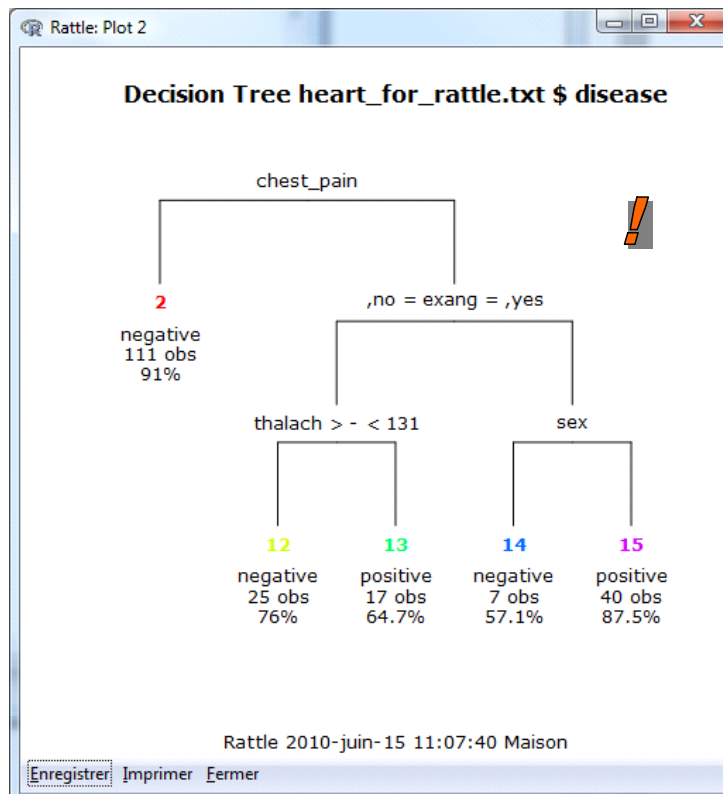 Rattle: Plot 2
Decision Tree heart_for_rattle.txt $ disease
chest_pain
!
2
negative
111 obs
91%
,no = exang = ,yes
thalach > - < 131
sex
12
negative
25 obs
76%
13
positive
17 obs
64.7%
14
negative
7 obs
57.1%
15
positive
40 obs
87.5%
Rattle 2010-juin-15 11:07:40 Maison
Enregistrer Imprimer Fermer